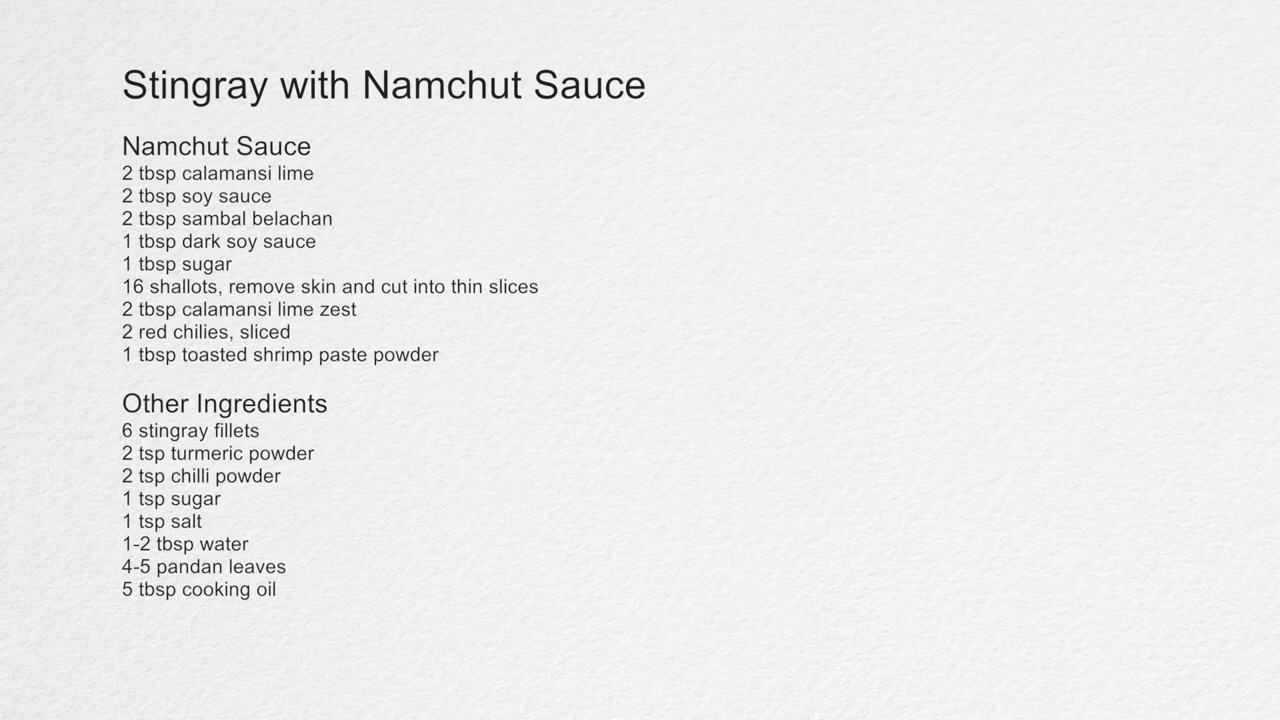 Stingray with Namchut Sauce
Namchut Sauce
2 tbsp calamansi lime
2 tbsp soy sauce
2 tbsp sambal belachan
1 tbsp dark soy sauce
1 tbsp sugar
16 shallots, remove skin and cut into thin slices
2 tbsp calamansi lime zest
2 red chilies, sliced
1 tbsp toasted shrimp paste powder
Other Ingredients
6 stingray fillets
2 tsp turmeric powder
2 tsp chilli powder
1 tsp sugar
1 tsp salt
1-2 tbsp water
4-5 pandan leaves
5 tbsp cooking oil